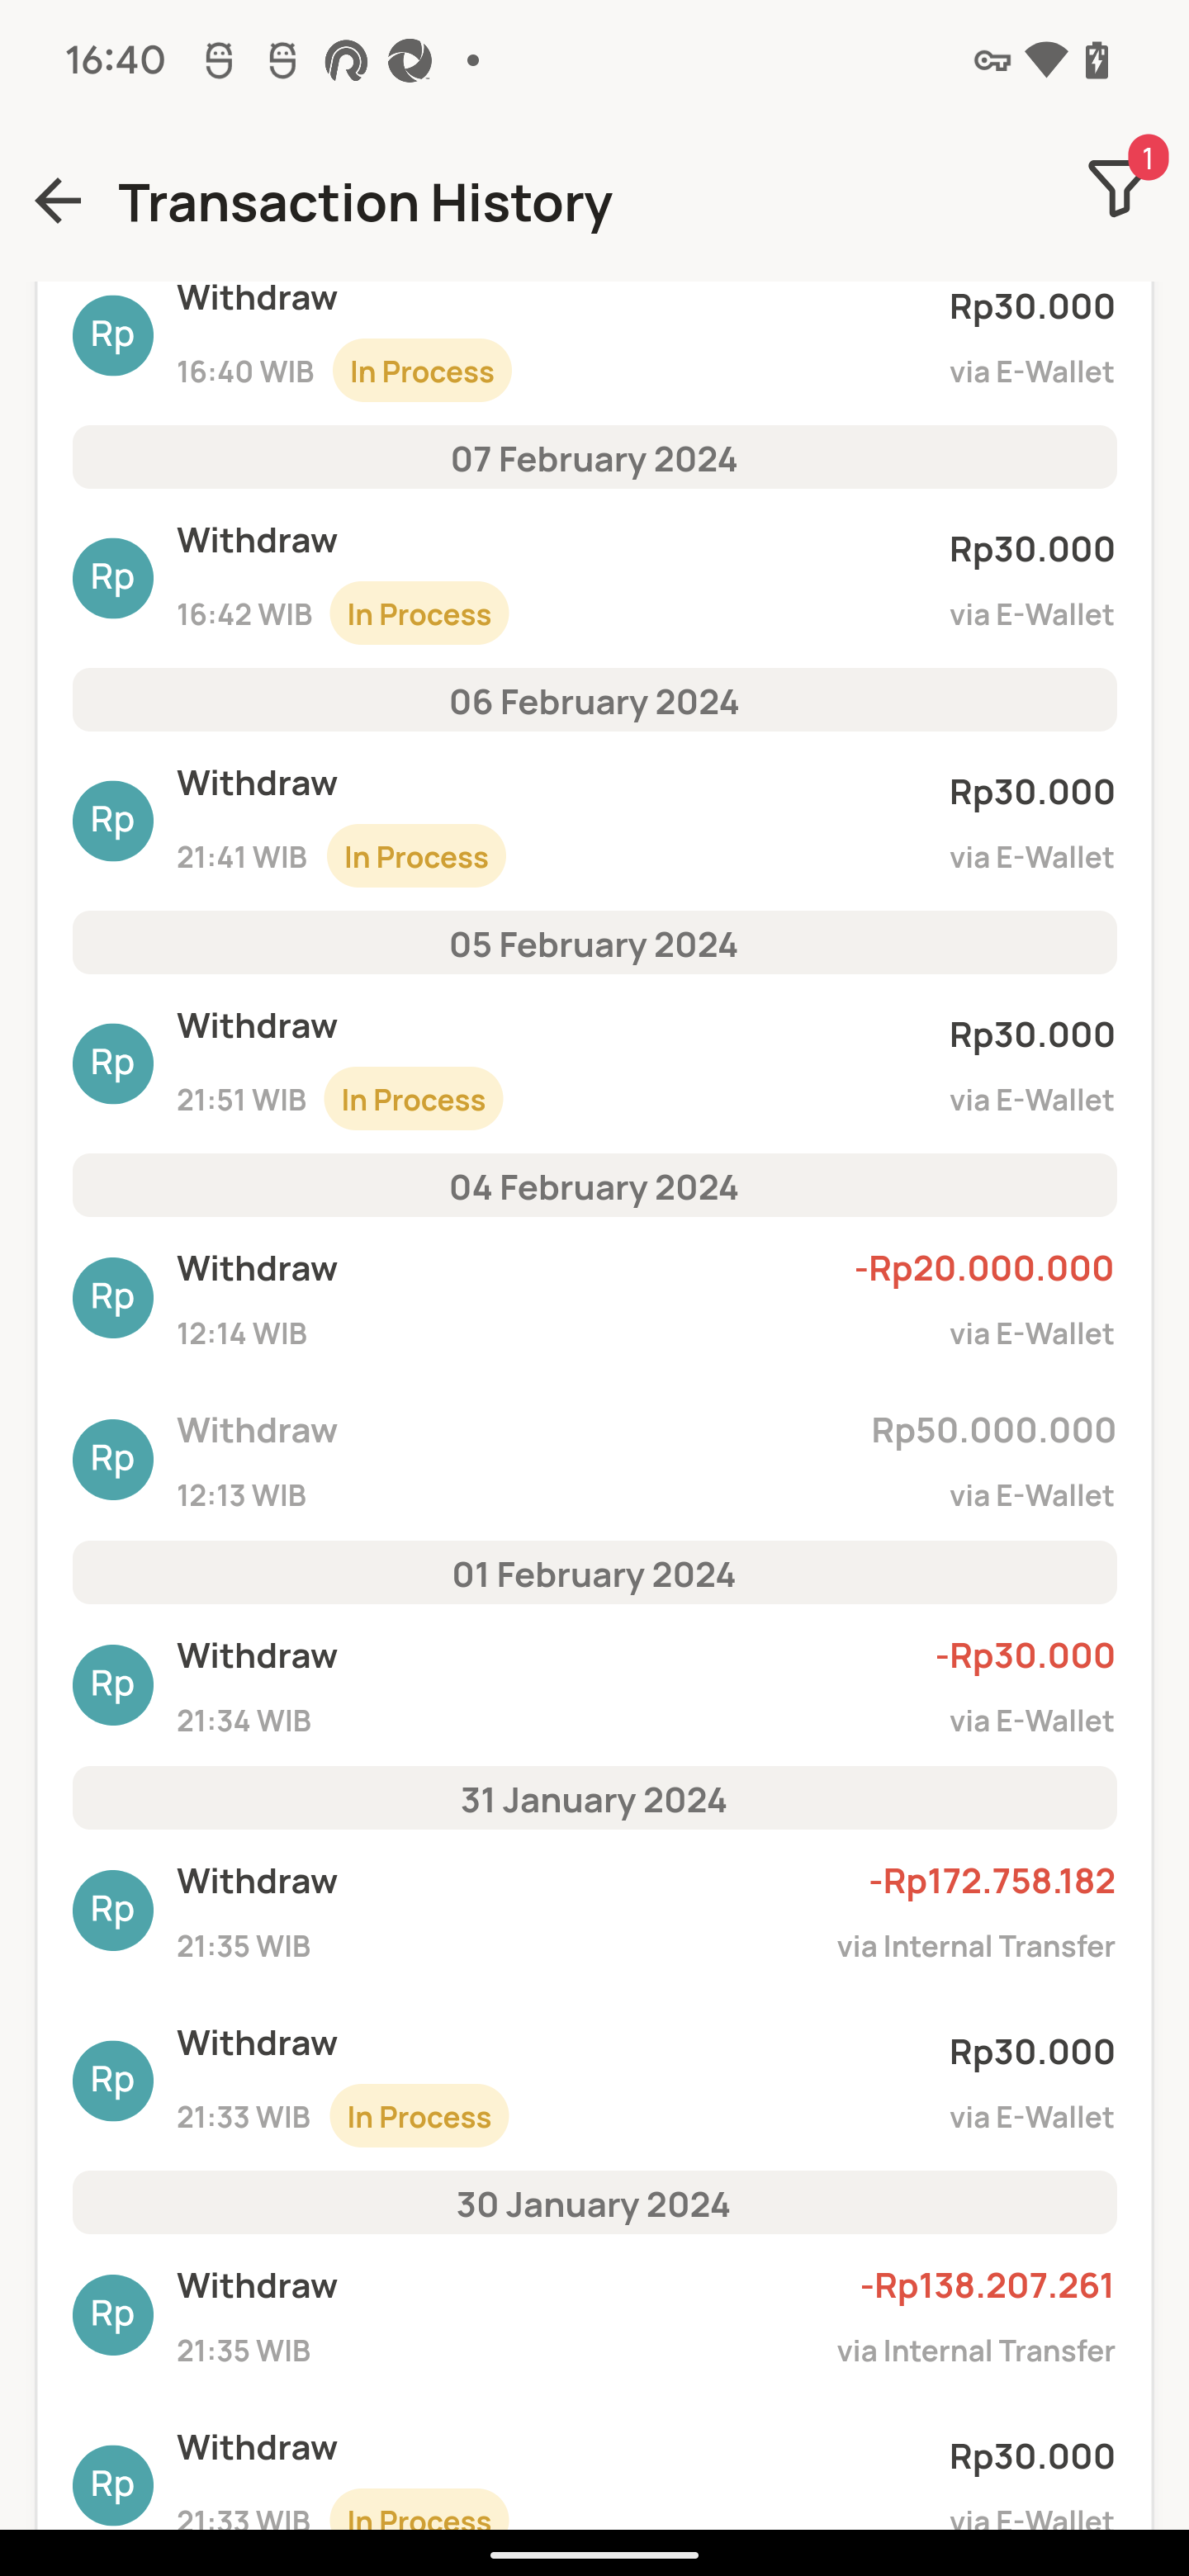 16:40
Transaction History
1
Withdraw
Rp30.000
Rp
16:40 WIB
In Process
via E-Wallet
07 February 2024
Withdraw
Rp30.000
Rp
16:42 WIB
In Process
via E-Wallet
06 February 2024
Withdraw
Rp30.000
Rp
21:41 WIB
In Process
via E-Wallet
05 February 2024
Withdraw
Rp30.000
Rp
21:51 WIB
In Process
via E-Wallet
04 February 2024
Withdraw
-Rp20.000.000
Rp
12:14 WIB
via E-Wallet
Withdraw
Rp50.000.000
Rp
12:13 WIB
via E-Wallet
01 February 2024
Withdraw
-Rp30.000
Rp
21:34 WIB
via E-Wallet
31 January 2024
Withdraw
-Rp172.758.182
Rp
21:35 WIB
via Internal Transfer
Withdraw
Rp30.000
Rp
21:33 WIB
In Process
via E-Wallet
30 January 2024
Withdraw
-Rp138.207.261
Rp
21:35 WIB
via Internal Transfer
Withdraw
Rp30.000
Rp
21:33 WIB
In Process
via E-Wallet